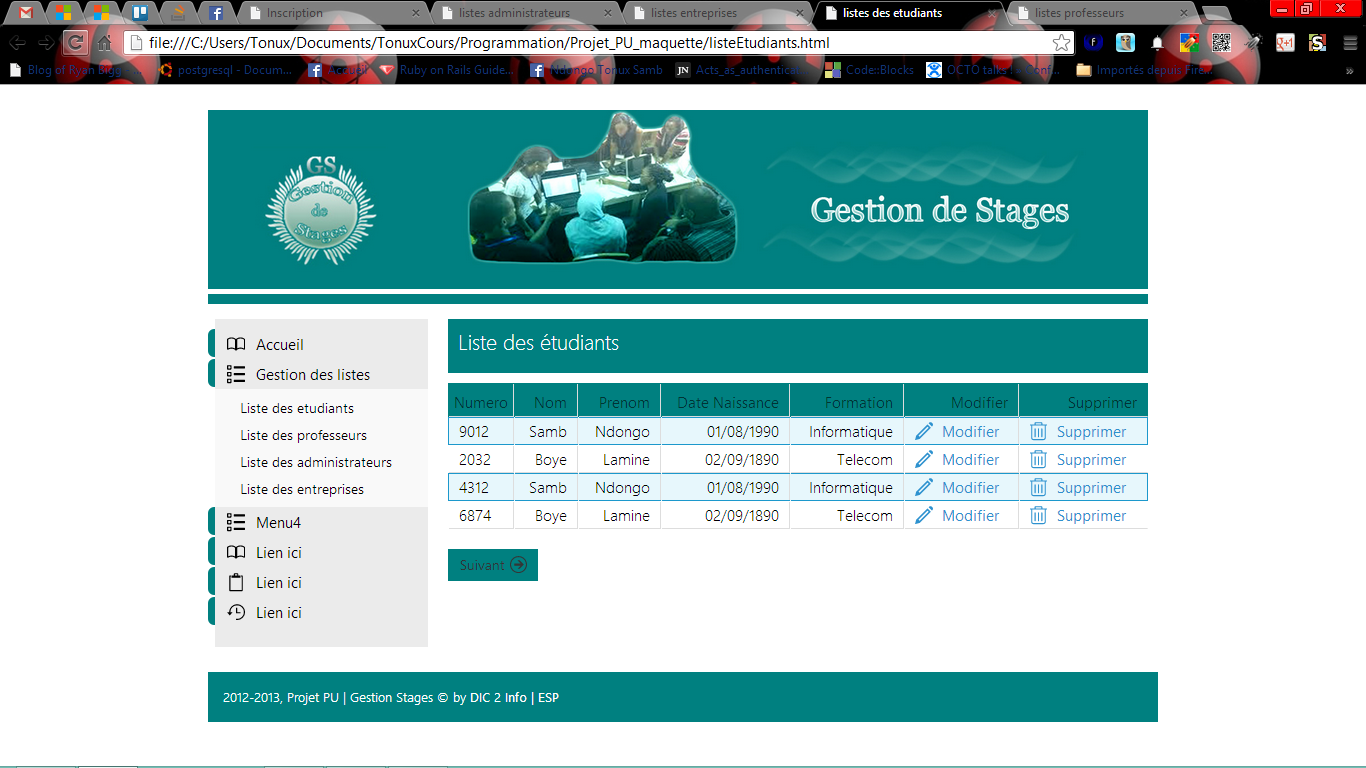 Inscription
listes administrateurs
listes entreprises
listes des etudiants
listes professeurs
file:///C:/Users/Tonux/Documents/TonuxCours/Programmation/Projet_PU_maquette/listeEtudiants.html
Blog of Ryan Bigg
postgresql - Docum...
Accueil
Ruby on Rails Guide...
Ndongo Tonux Samb
JN Acts_as_authentic
Code::Blocks
OCTO talks !
Importés depuis Fire...
GS
Gestion
de
Stages
Gestion de Stages
Accueil
Gestion des listes
Liste des etudiants
Liste des professeurs
Liste des administrateurs
Liste des entreprises
Menu4
Lien ici
Lien ici
Lien ici
Liste des étudiants
Numero Nom Prenom Date Naissance Formation Modifier Supprimer
9012 Samb Ndongo 01/08/1990 Informatique Modifier Supprimer
2032 Boye Lamine 02/09/1890 Telecom Modifier Supprimer
4312 Samb Ndongo 01/08/1990 Informatique Modifier Supprimer
6874 Boye Lamine 02/09/1890 Telecom Modifier Supprimer
Suivant
2012-2013, Projet PU | Gestion Stages © by DIC 2 Info | ESP